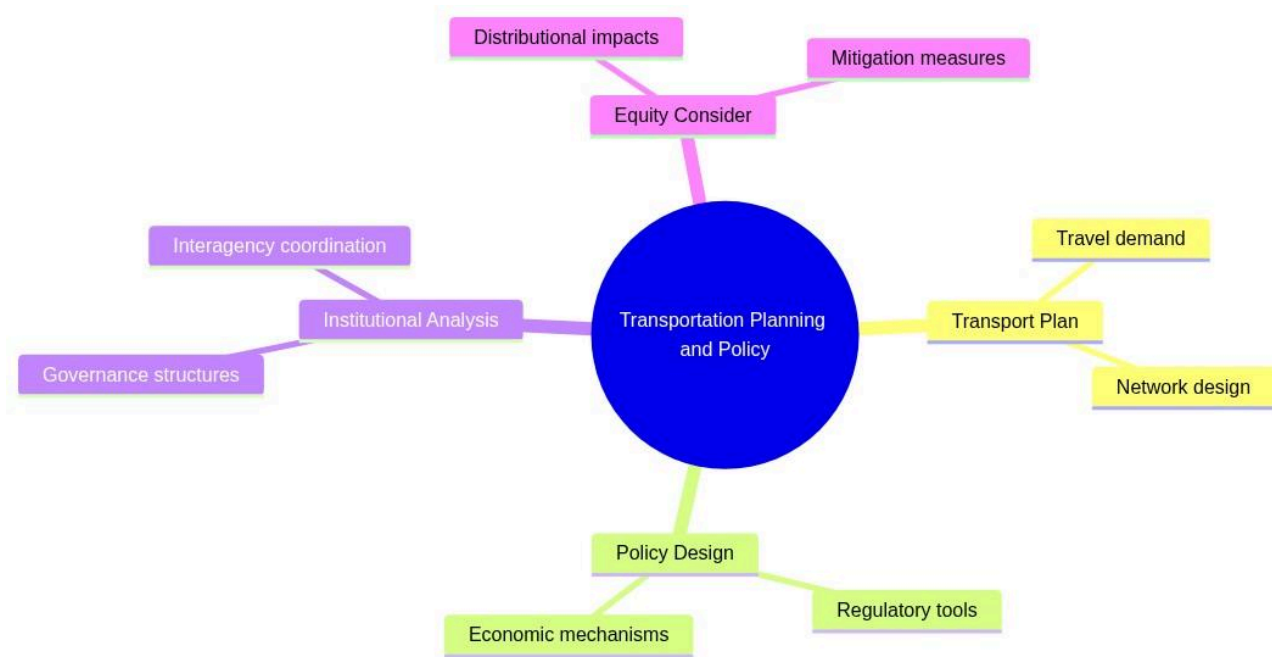 Distributional impacts
Mitigation measures
Equity Consider
Interagency coordination
Travel demand
Institutional Analysis
Transportation Planning
and Policy
Transport Plan
Governance structures
Network design
Policy Design
Regulatory tools
Economic mechanisms